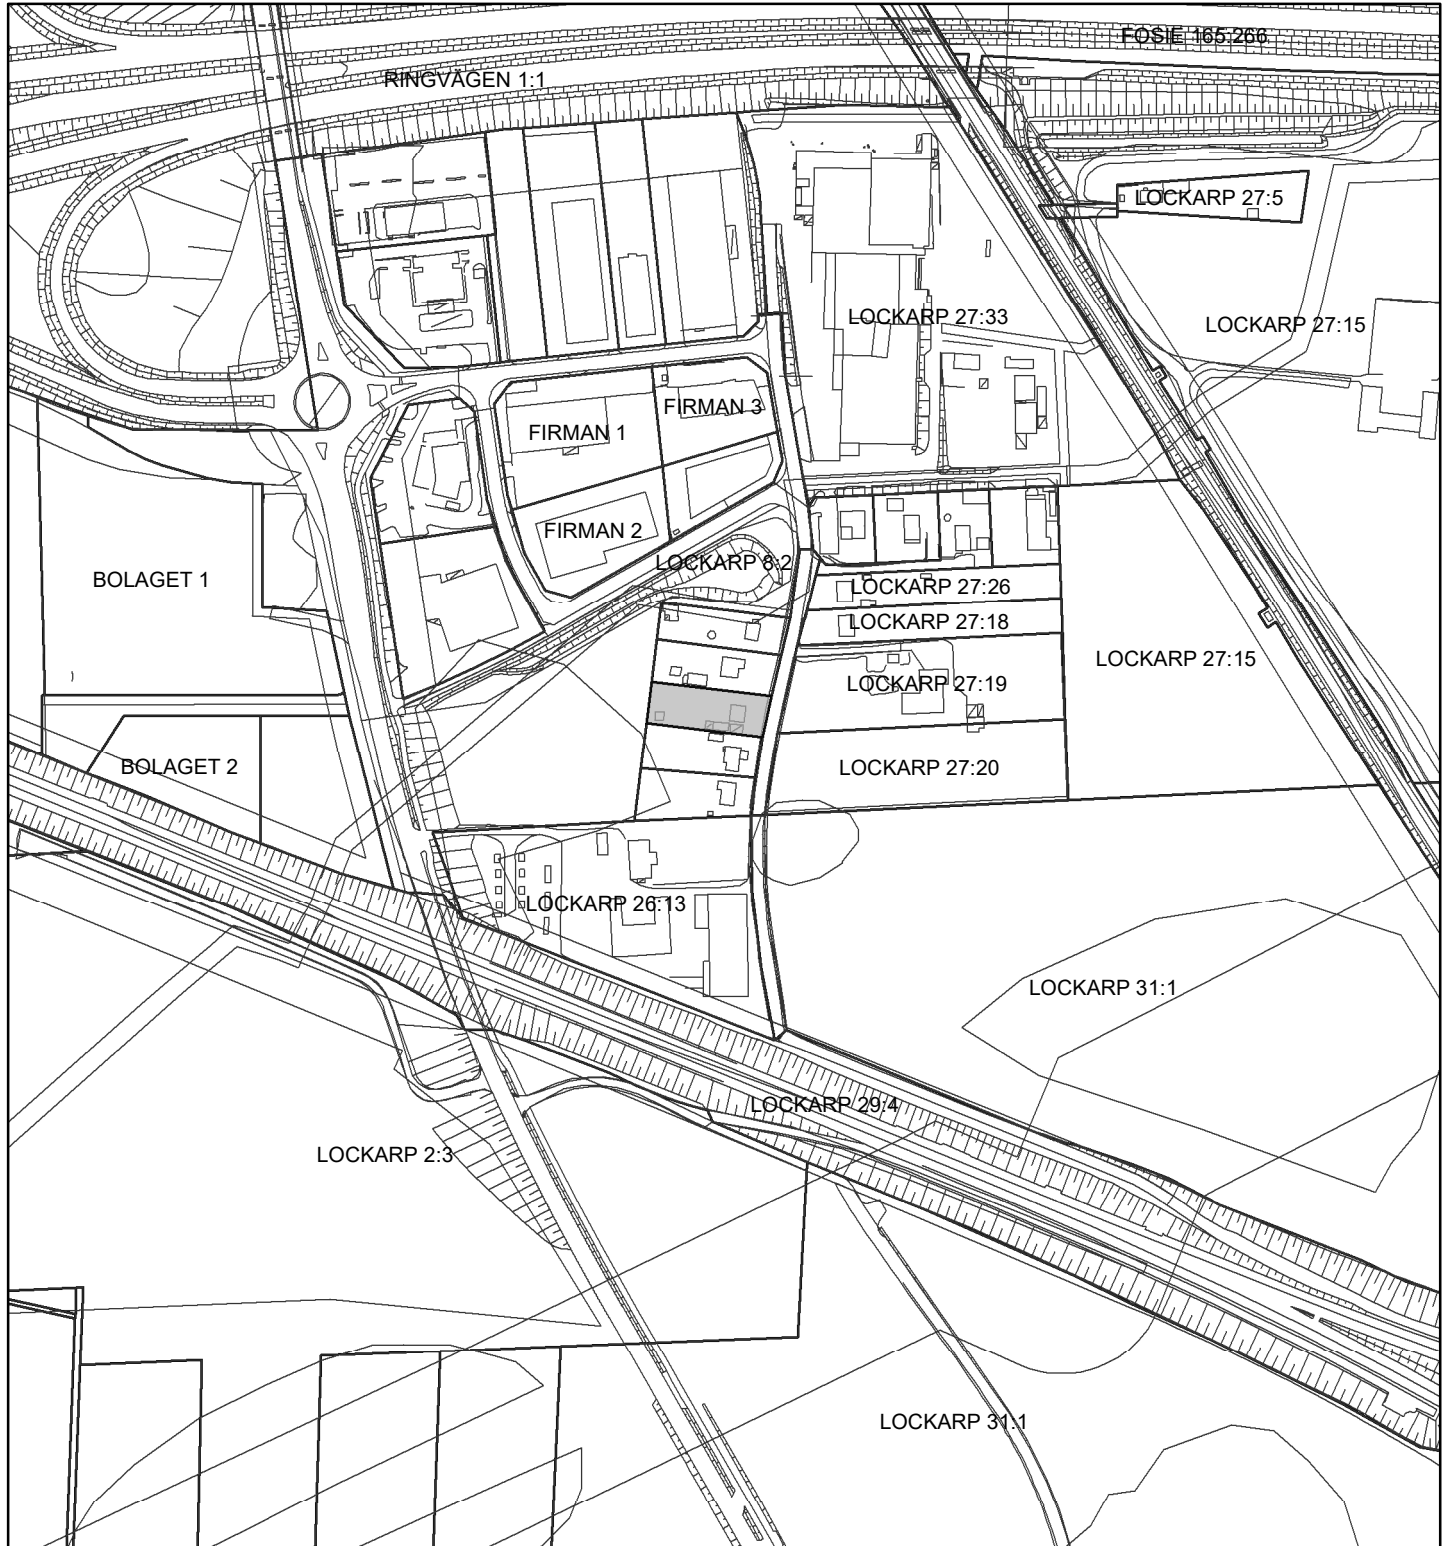 FOSIE 165:266
RINGVÄGEN 1:1
LOCKARP 27:5
LOCKARP 27:33
LOCKARP 27:15
FIRMAN 3
FIRMAN 1
FIRMAN 2
LOCKARP 8:2
BOLAGET 1
LOCKARP 27:26
LOCKARP 27:18
LOCKARP 27:15
LOCKARP 27:19
BOLAGET 2
LOCKARP 27:20
LOCKARP 26:13
LOCKARP 31:1
LOCKARP 29:4
LOCKARP 2:3
LOCKARP 31:1